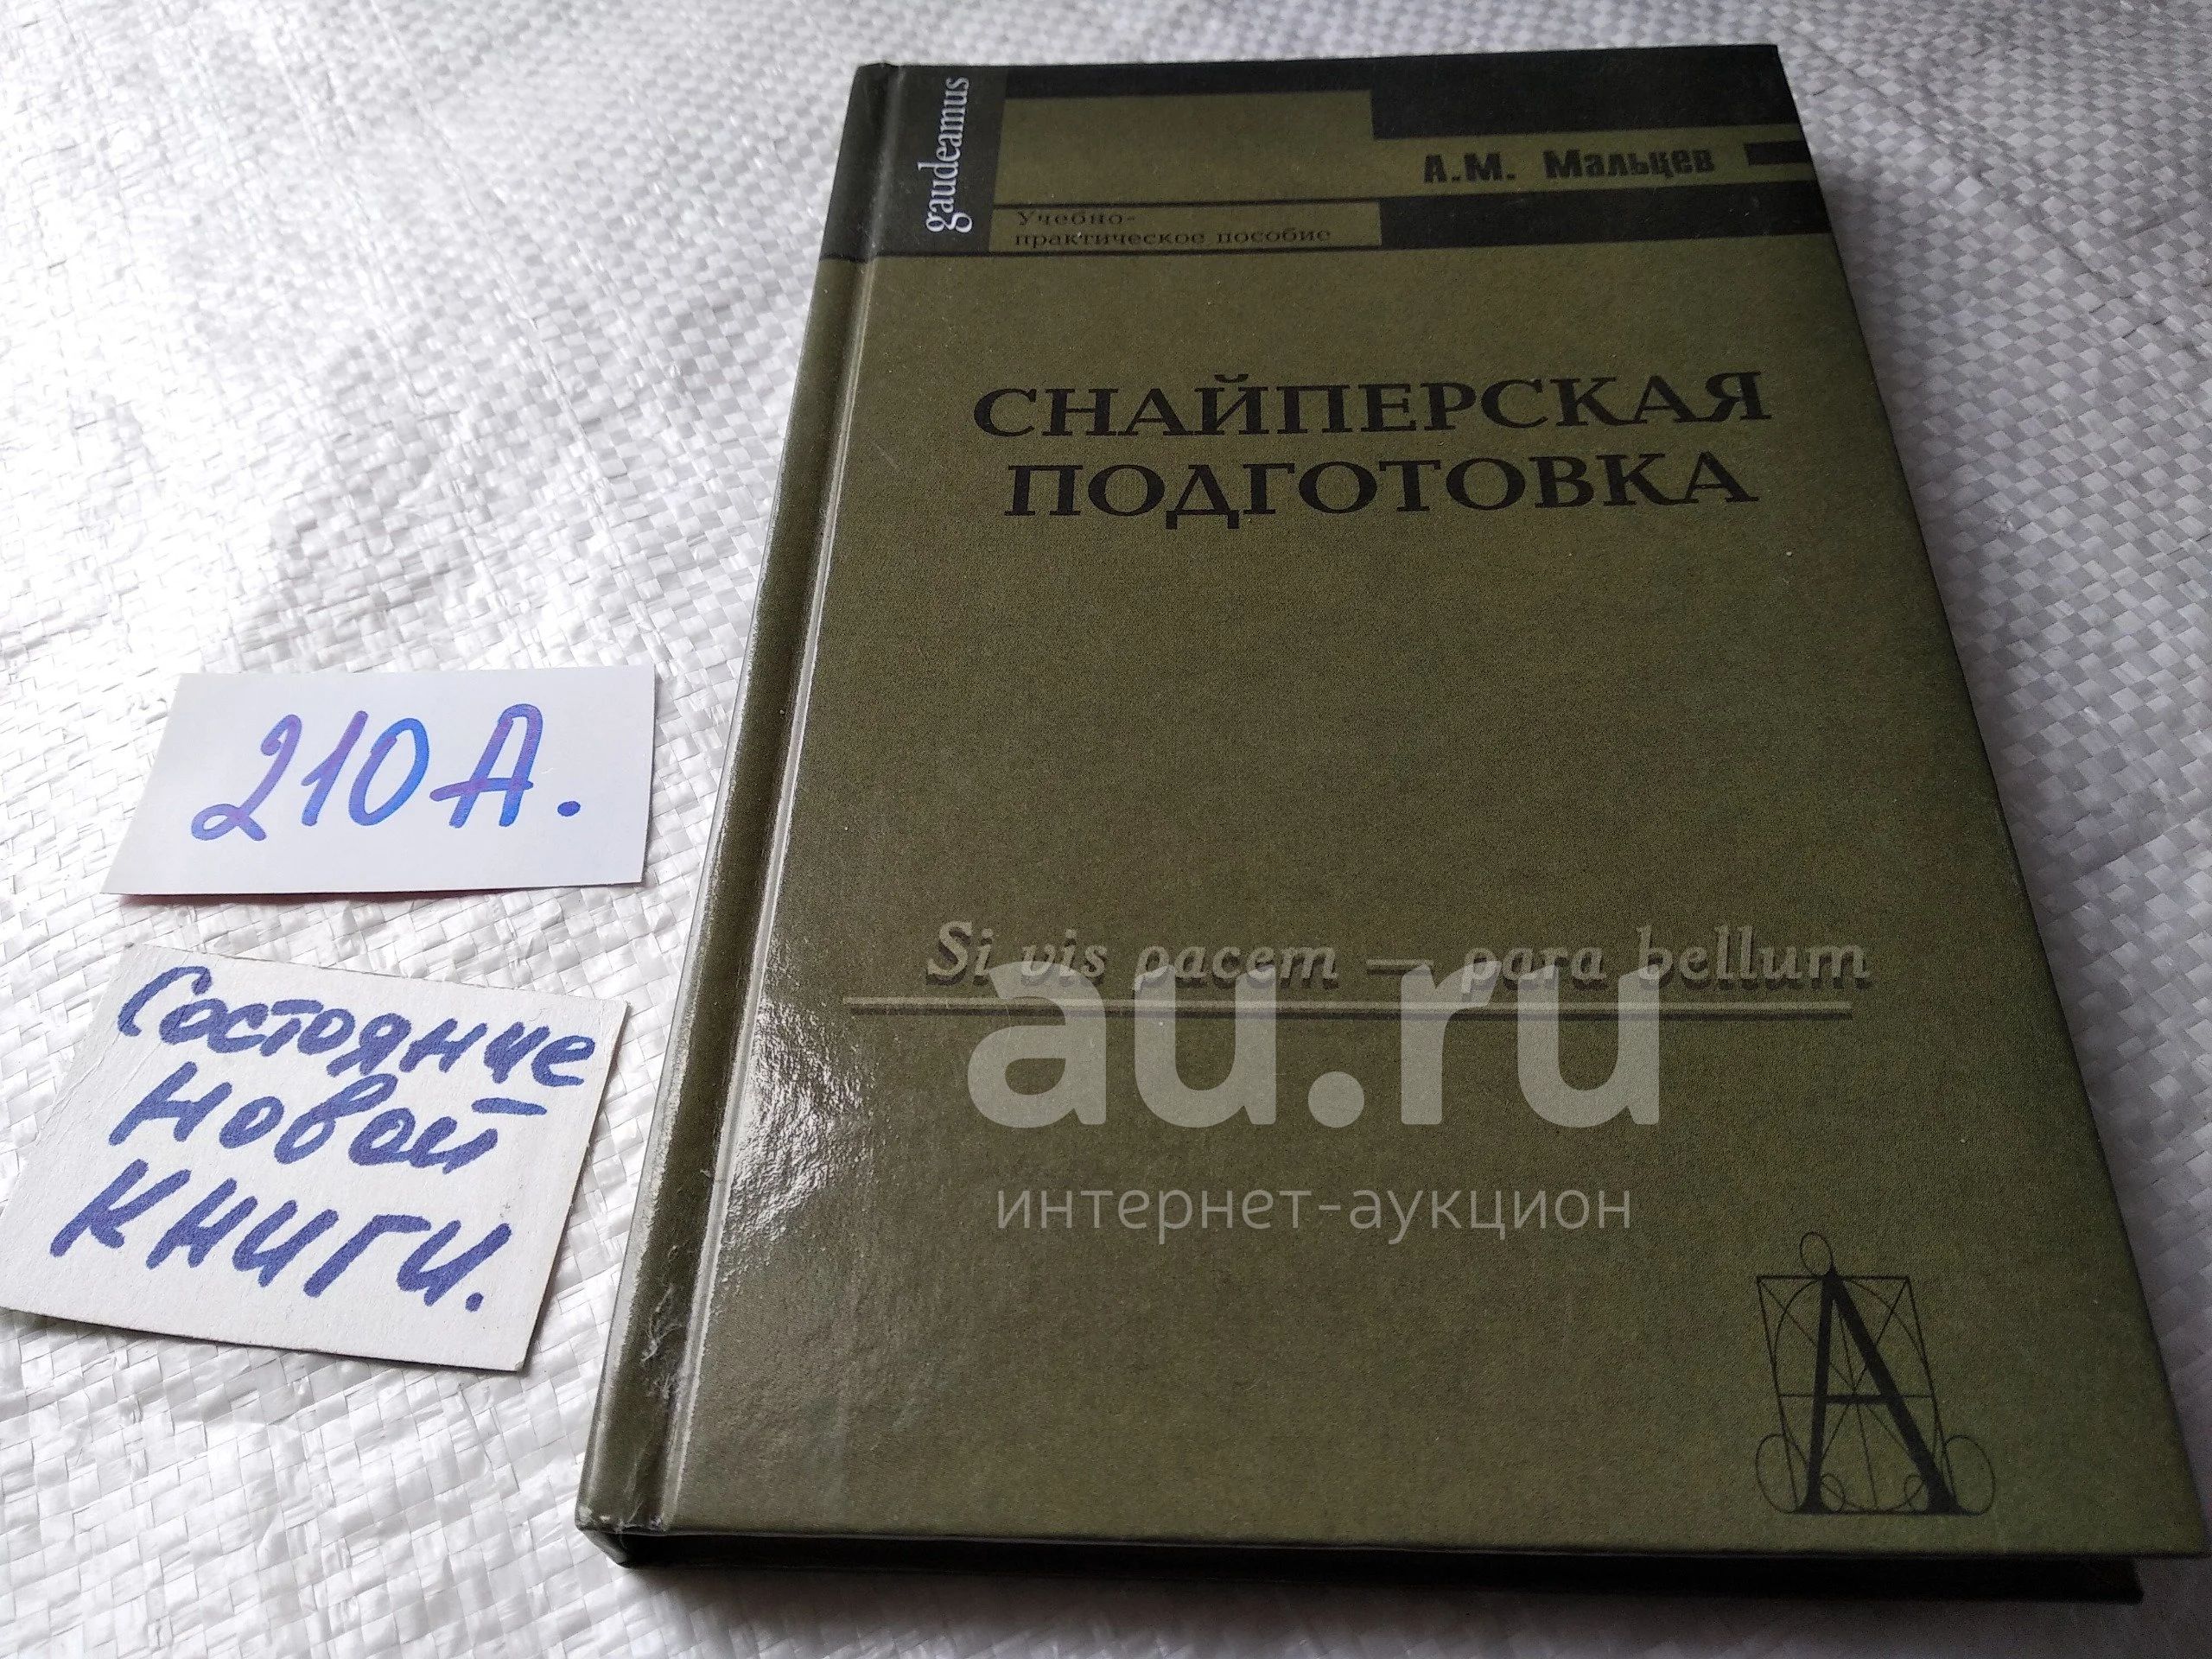 gaudeamus
А.М. Мальцев
Учебно-
практическое пособие
СНАЙПЕРСКАЯ
ПОДГОТОВКА
Si vis pacem — para bellum
А
210А.
Состояние
новой
книги.
au.ru
интернет-аукцион